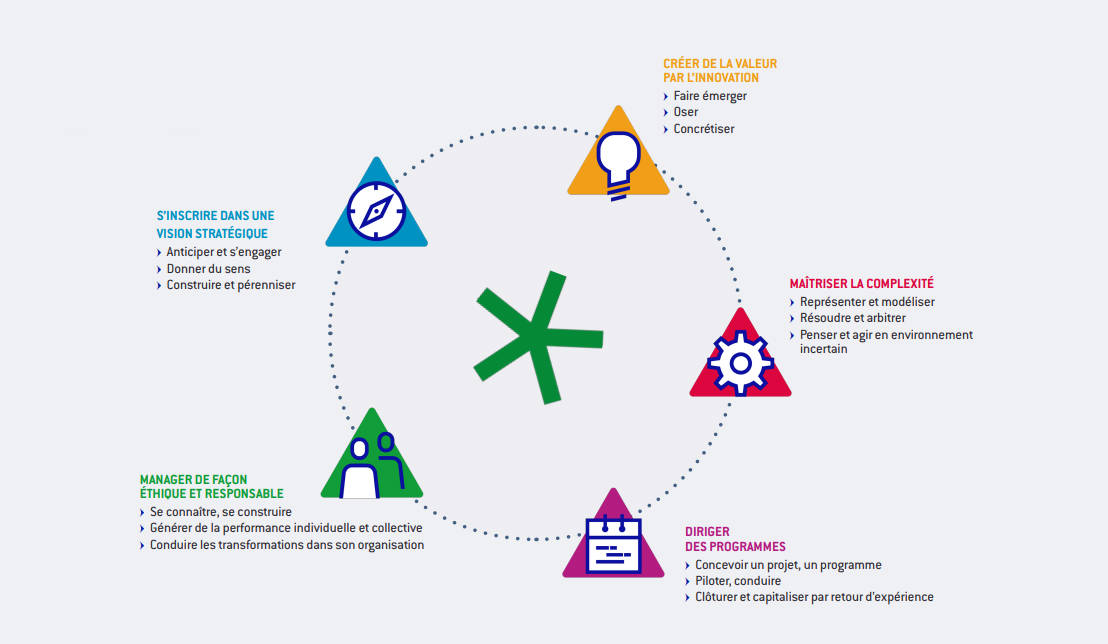 CRÉER DE LA VALEUR
PAR L'INNOVATION
Faire émerger
Oser
Concrétiser
S'INSCRIRE DANS UNE
VISION STRATÉGIQUE
Anticiper et s'engager
Donner du sens
Construire et pérenniser
MAÎTRISER LA COMPLEXITÉ
Représenter et modéliser
Résoudre et arbitrer
Penser et agir en environnement
incertain
MANAGER DE FAÇON
ÉTHIQUE ET RESPONSABLE
Se connaître, se construire
Générer de la performance individuelle et collective
Conduire les transformations dans son organisation
DIRIGER
DES PROGRAMMES
Concevoir un projet, un programme
Piloter, conduire
Clôturer et capitaliser par retour d'expérience